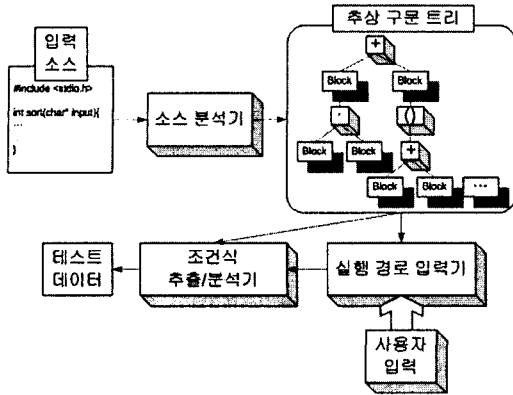 추상 구문 트리
입력
소스
#include <stdio.h>
int sort(char* input){
...
}
소스 분석기
+
Block
Block
Block
Block
+
Block
Block
...
테스트
데이터
조건식
추출/분석기
실행 경로 입력기
사용자
입력